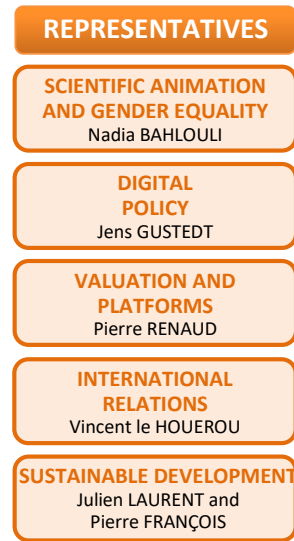 REPRESENTATIVES
SCIENTIFIC ANIMATION
AND GENDER EQUALITY
Nadia BAHLOULI
DIGITAL
POLICY
Jens GUSTEDT
VALUATION AND
PLATFORMS
Pierre RENAUD
INTERNATIONAL
RELATIONS
Vincent le HOUEROU
SUSTAINABLE DEVELOPMENT
Julien LAURENT and
Pierre FRANÇOIS